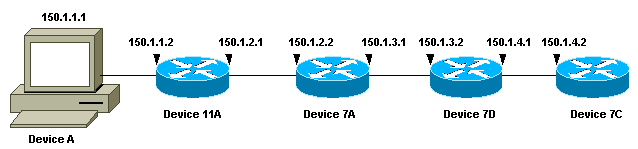 150.1.1.1
150.1.1.2
150.1.2.1
150.1.2.2
150.1.3.1
150.1.3.2
150.1.4.1
150.1.4.2
Device A
Device 11A
Device 7A
Device 7D
Device 7C